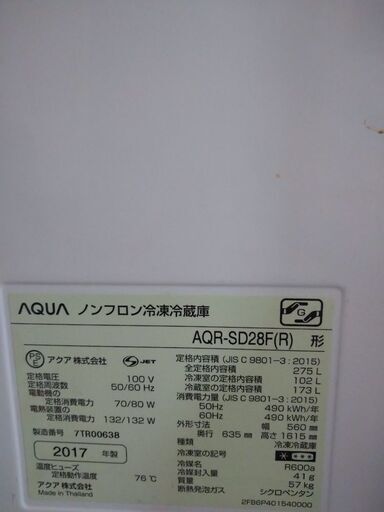 AQUA ノンフロン冷凍冷蔵庫
G
AQR-SD28F(R) 形
PSE アクア株式会社 S JET
定格電圧 100 V
定格周波数 50/60 Hz
電動機の
定格消費電力 70/80 W
電熱装置の
定格消費電力 132/132 W
製造番号 7TR00638
2017 年製
温度ヒューズ
定格動作温度 76℃
アクア株式会社
Made in Thailand
定格内容積 (JIS C 9801-3:2015)
全定格内容積 275 L
冷凍室の定格内容積 102 L
冷蔵室の定格内容積 173 L
消費電力量 (JIS C 9801-3:2015)
50Hz 490 kWh/年
60Hz 490 kWh/年
外形寸法 幅 560 mm
奥行 635 mm 高さ 1615 mm
種類 冷凍冷蔵庫
冷凍室の記号
冷媒名 R600a
冷媒封入量 41 g
質量 57 kg
断熱発泡ガス シクロペンタン
2FB6P401540000